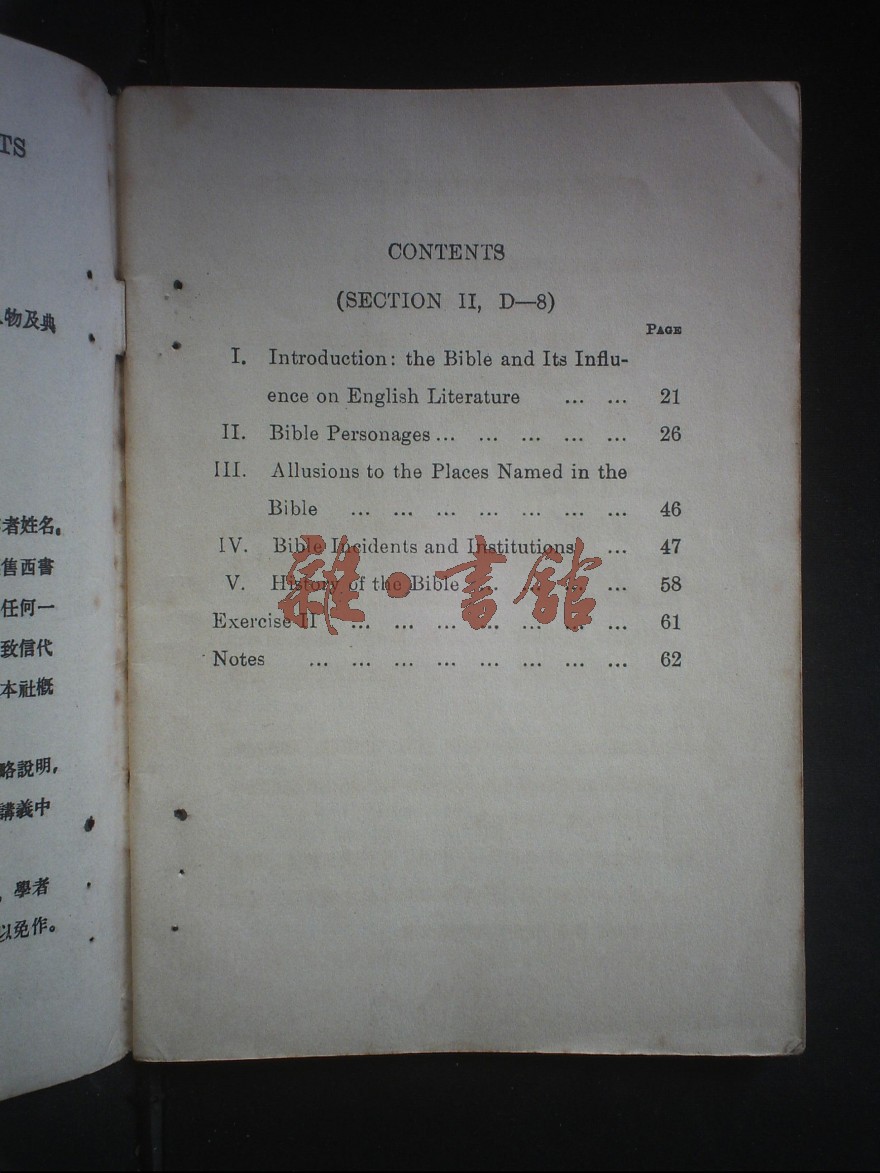 TS
物及典
者姓名。
售西書
任何一
致信代
本社概
略說明,
講義中
學者
以免作。
CONTENTS
(SECTION II, D—8)
PAGE
I. Introduction: the Bible and Its Influ-
ence on English Literature ... ... 21
II. Bible Personages ... ... ... ... ... 26
III. Allusions to the Places Named in the
Bible ... ... ... ... ... ... ... 46
IV. Bible Incidents and Institutions ... 47
V. History of the Bible ... ... ... ... 58
Exercise II ... ... ... ... ... ... ... 61
Notes ... ... ... ... ... ... ... ... 62
雜·書館